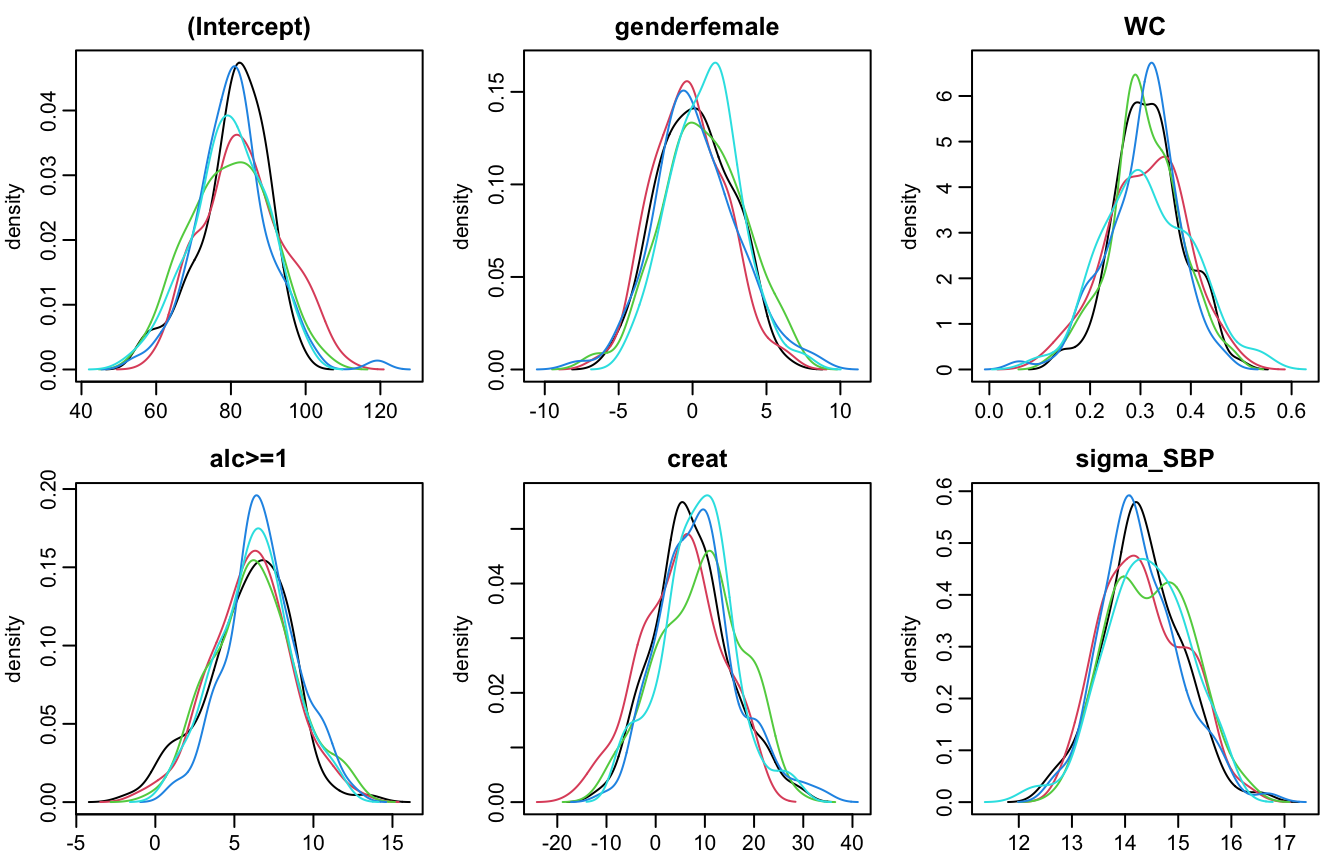 (Intercept)
genderfemale
WC
density
0.00 0.01 0.02 0.03 0.04
40 60 80 100 120
density
0.00 0.05 0.10 0.15
-10 -5 0 5 10
density
0 1 2 3 4 5 6
0.0 0.1 0.2 0.3 0.4 0.5 0.6
alc>=1
creat
sigma_SBP
density
0.00 0.05 0.10 0.15 0.20
-5 0 5 10 15
density
0.00 0.02 0.04
-20 -10 0 10 20 30 40
density
0.0 0.1 0.2 0.3 0.4 0.5 0.6
12 13 14 15 16 17